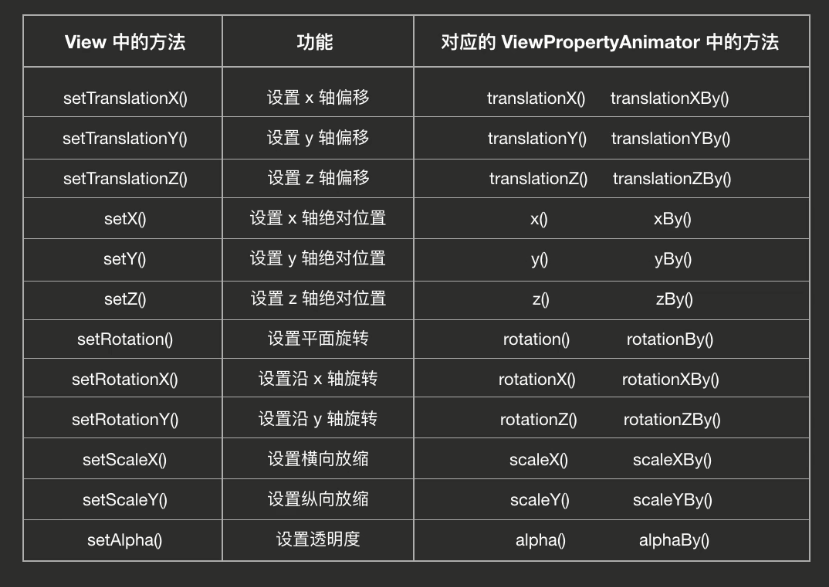 View 中的方法 功能 对应的 ViewPropertyAnimator 中的方法
setTranslationX() 设置 x 轴偏移 translationX() translationXBy()
setTranslationY() 设置 y 轴偏移 translationY() translationYBy()
setTranslationZ() 设置 z 轴偏移 translationZ() translationZBy()
setX() 设置 x 轴绝对位置 x() xBy()
setY() 设置 y 轴绝对位置 y() yBy()
setZ() 设置 z 轴绝对位置 z() zBy()
setRotation() 设置平面旋转 rotation() rotationBy()
setRotationX() 设置沿 x 轴旋转 rotationX() rotationXBy()
setRotationY() 设置沿 y 轴旋转 rotationZ() rotationZBy()
setScaleX() 设置横向放缩 scaleX() scaleXBy()
setScaleY() 设置纵向放缩 scaleY() scaleYBy()
setAlpha() 设置透明度 alpha() alphaBy()